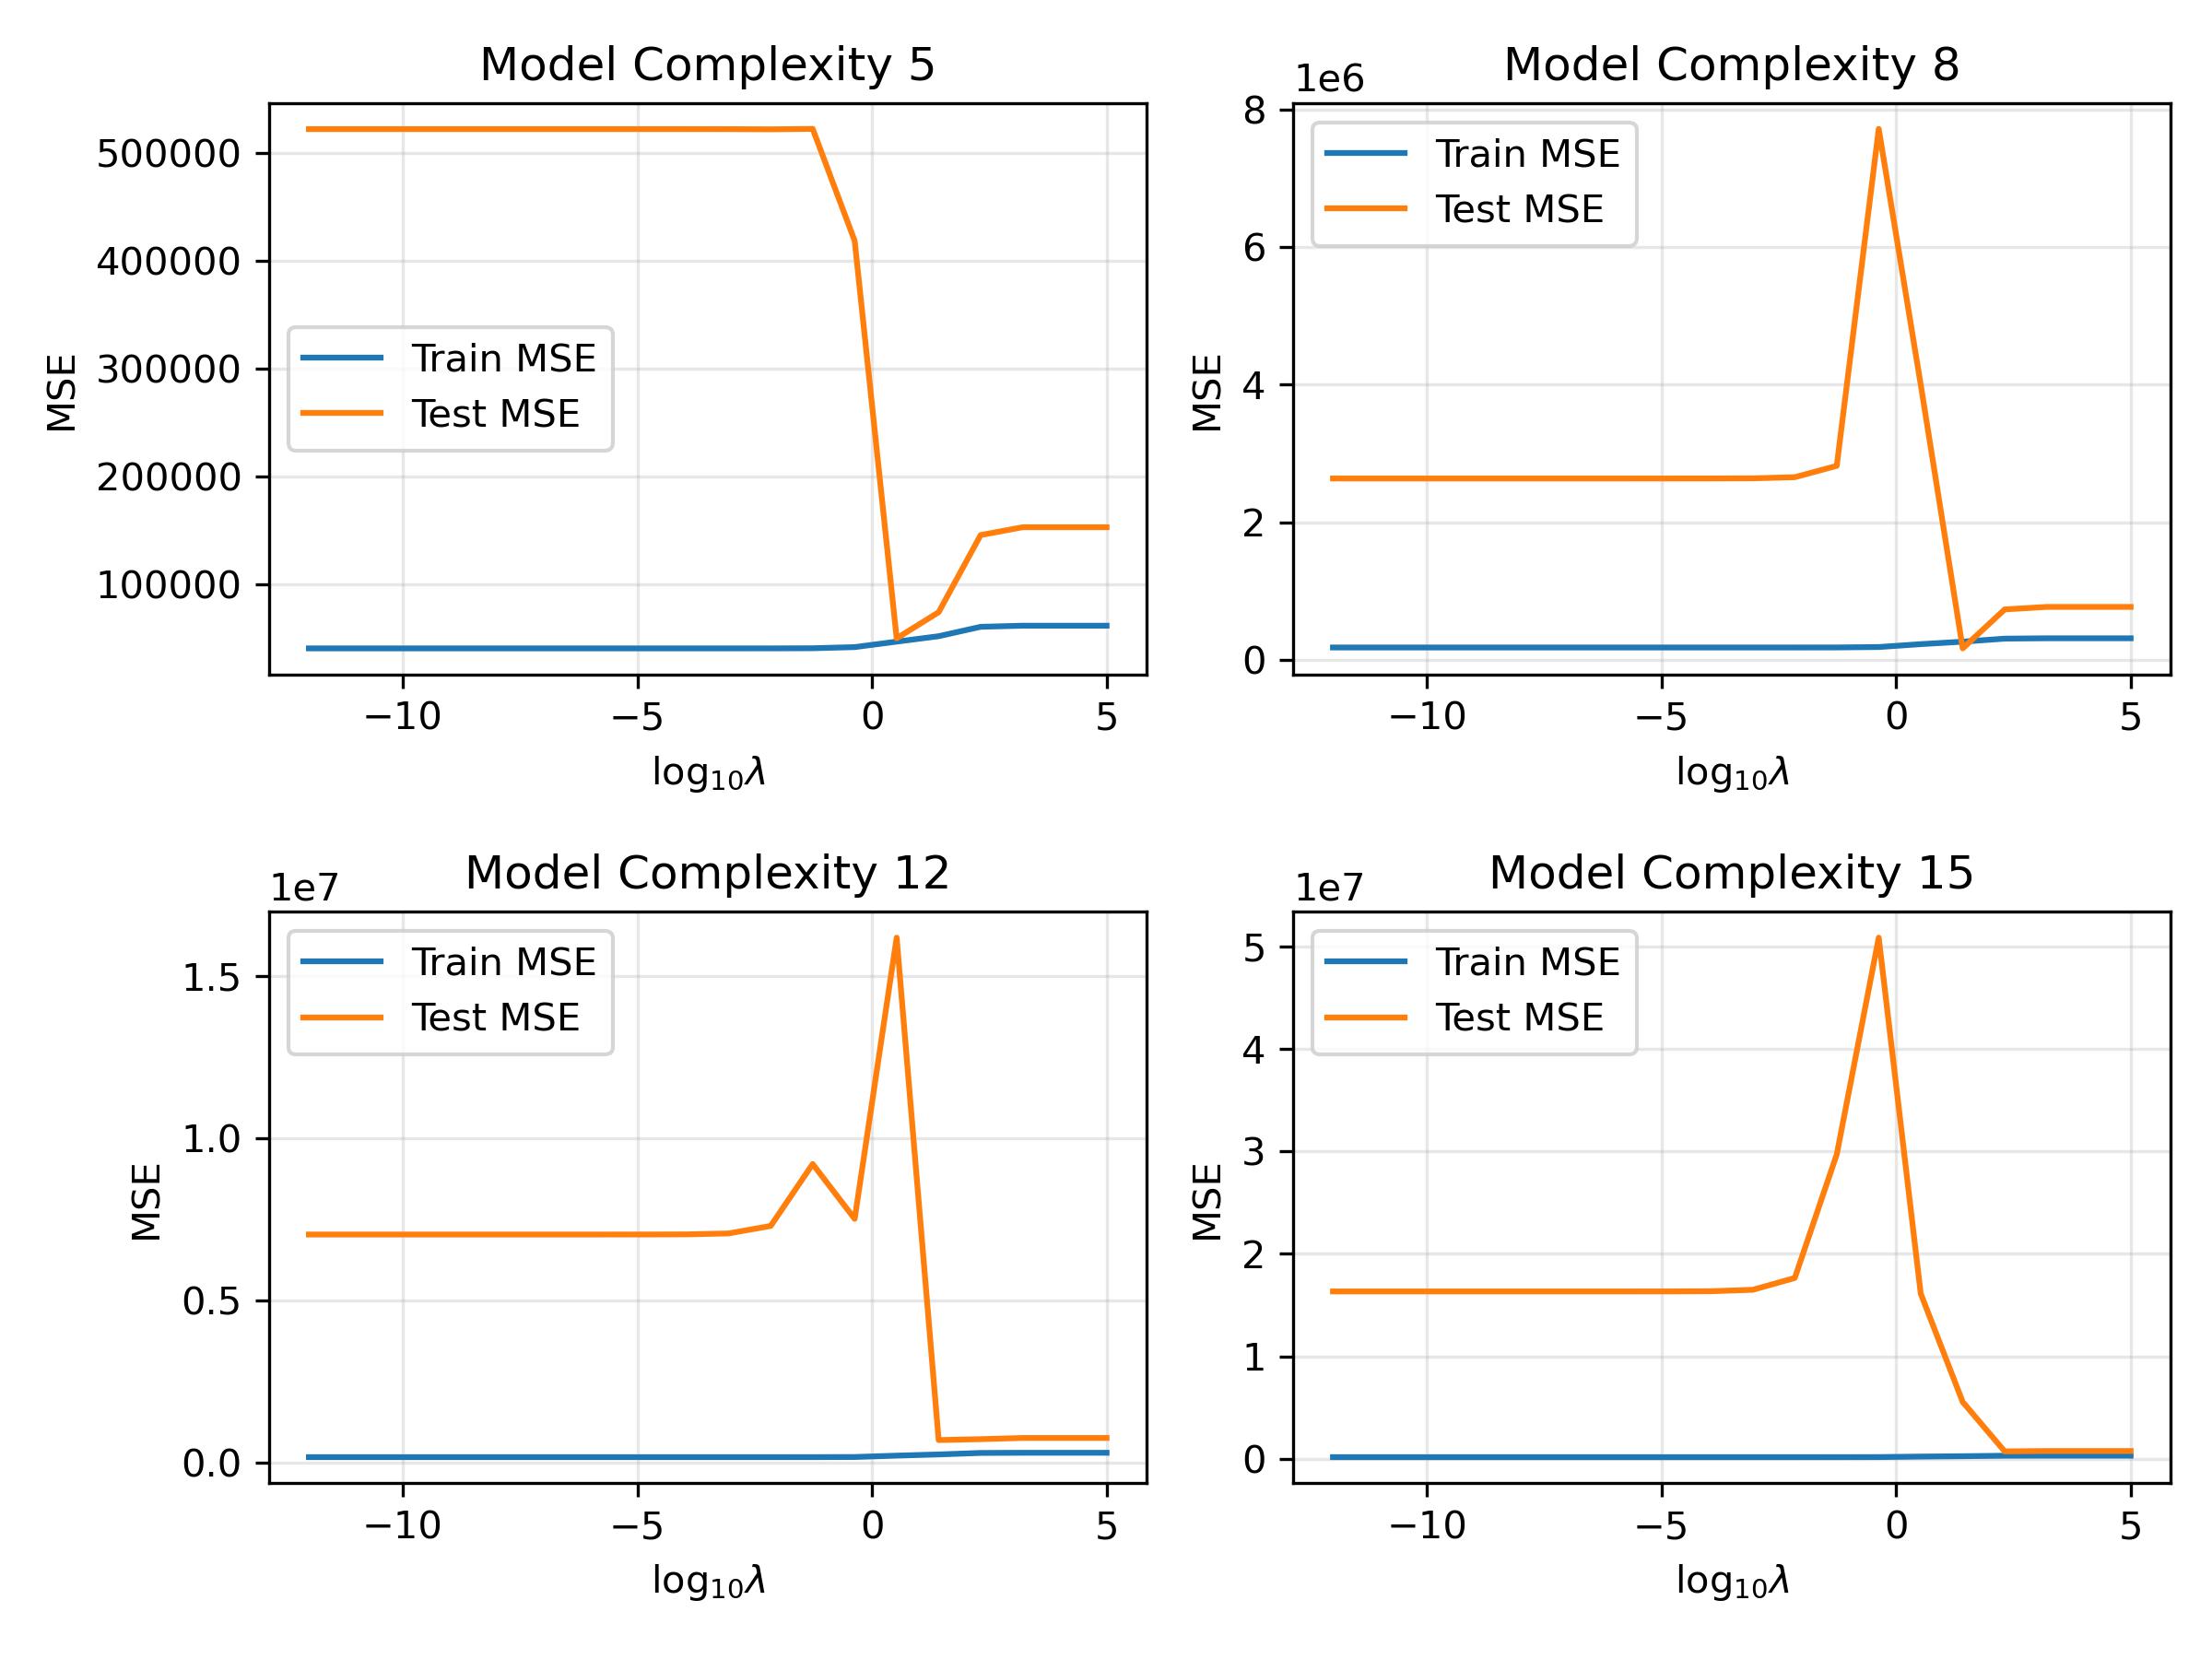 Model Complexity 5
500000
400000
300000
200000
100000
MSE
Train MSE
Test MSE
−10 −5 0 5
log₁₀λ
Model Complexity 8
1e6
8
6
4
2
0
MSE
Train MSE
Test MSE
−10 −5 0 5
log₁₀λ
Model Complexity 12
1e7
1.5
1.0
0.5
0.0
MSE
Train MSE
Test MSE
−10 −5 0 5
log₁₀λ
Model Complexity 15
1e7
5
4
3
2
1
0
MSE
Train MSE
Test MSE
−10 −5 0 5
log₁₀λ